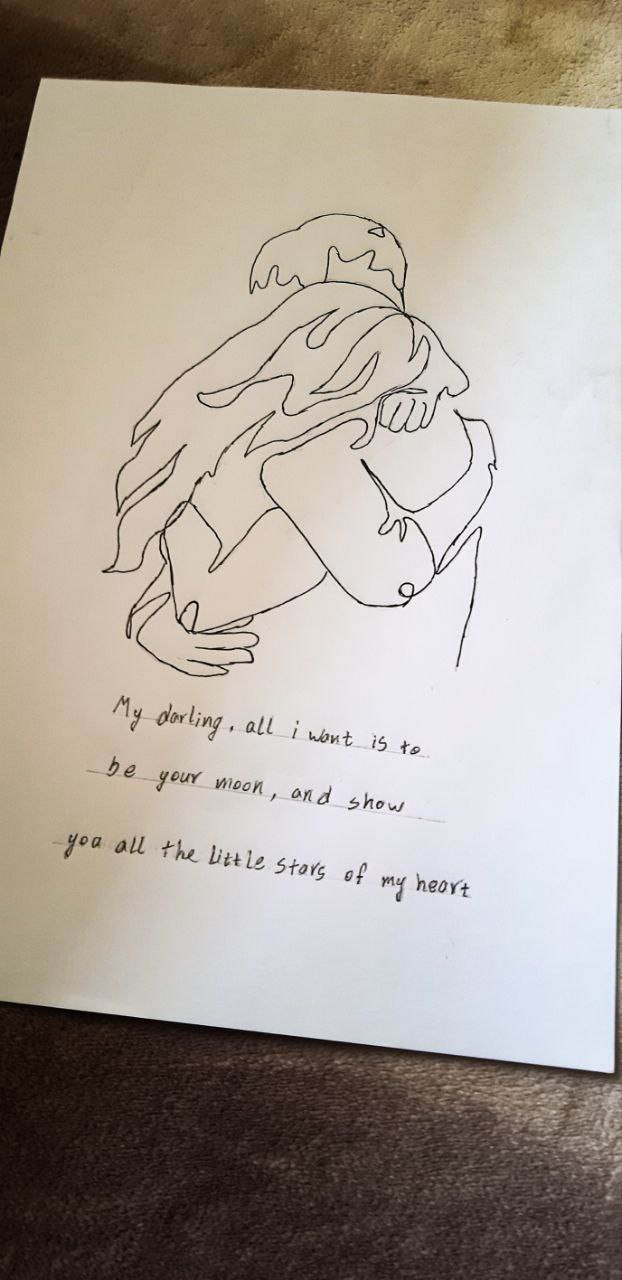 My darling, all i want is to
be your moon, and show
you all the little stars of my heart